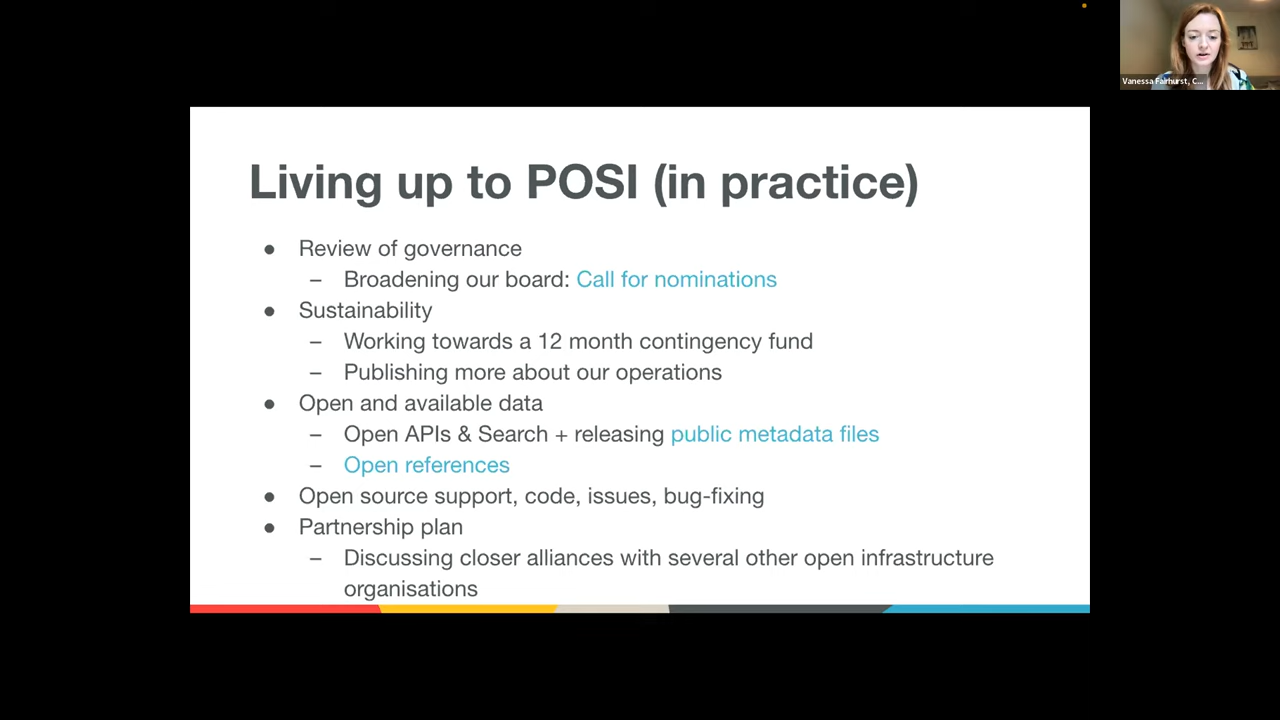 Vanessa Fairhurst, C...
Living up to POSI (in practice)
● Review of governance
– Broadening our board: Call for nominations
● Sustainability
– Working towards a 12 month contingency fund
– Publishing more about our operations
● Open and available data
– Open APIs & Search + releasing public metadata files
– Open references
● Open source support, code, issues, bug-fixing
● Partnership plan
– Discussing closer alliances with several other open infrastructure
organisations